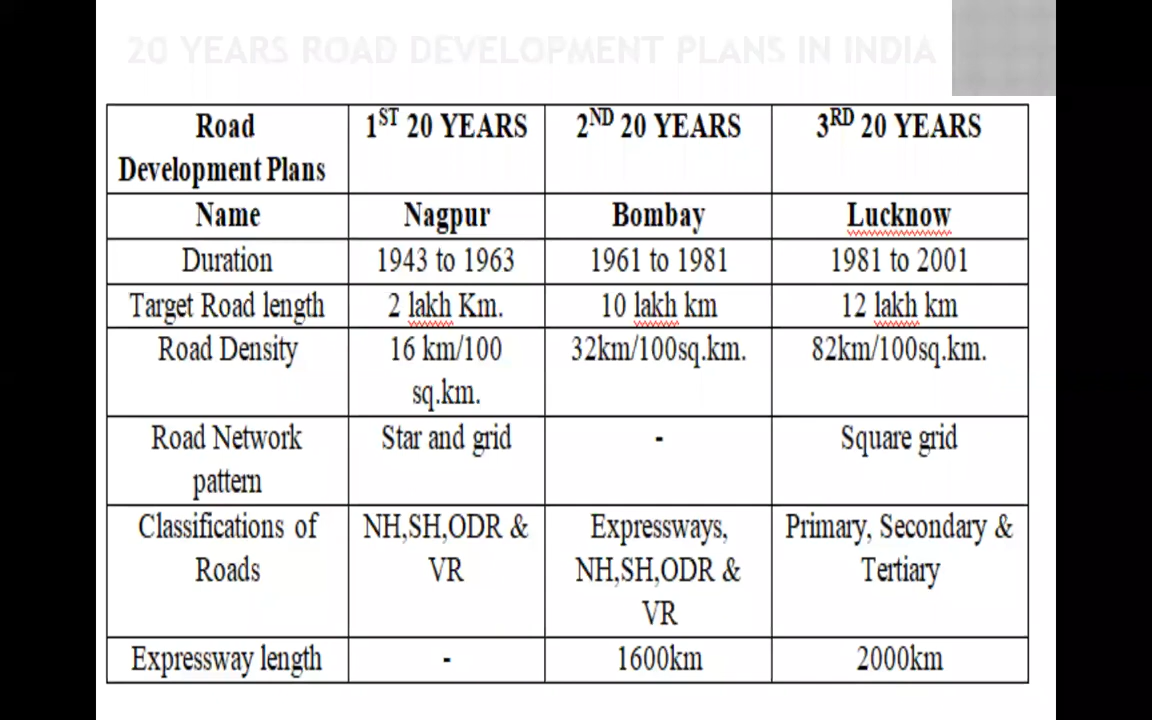 20 YEARS ROAD DEVELOPMENT PLANS IN INDIA
Road Development Plans 1ST 20 YEARS 2ND 20 YEARS 3RD 20 YEARS
Name Nagpur Bombay Lucknow
Duration 1943 to 1963 1961 to 1981 1981 to 2001
Target Road length 2 lakh Km. 10 lakh km 12 lakh km
Road Density 16 km/100 sq.km. 32km/100sq.km. 82km/100sq.km.
Road Network pattern Star and grid - Square grid
Classifications of Roads NH,SH,ODR & VR Expressways, NH,SH,ODR & VR Primary, Secondary & Tertiary
Expressway length - 1600km 2000km